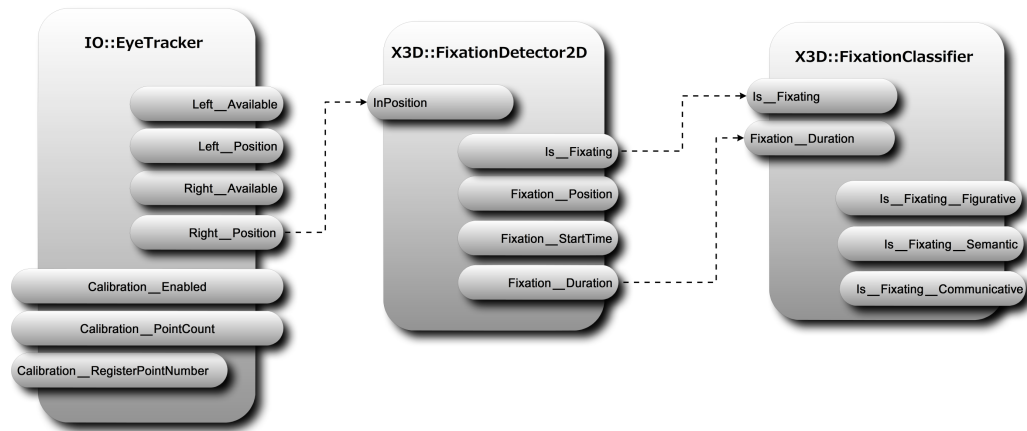 IO::EyeTracker
Left__Available
Left__Position
Right__Available
Right__Position
Calibration__Enabled
Calibration__PointCount
Calibration__RegisterPointNumber
X3D::FixationDetector2D
InPosition
Is__Fixating
Fixation__Position
Fixation__StartTime
Fixation__Duration
X3D::FixationClassifier
Is__Fixating
Fixation__Duration
Is__Fixating__Figurative
Is__Fixating__Semantic
Is__Fixating__Communicative